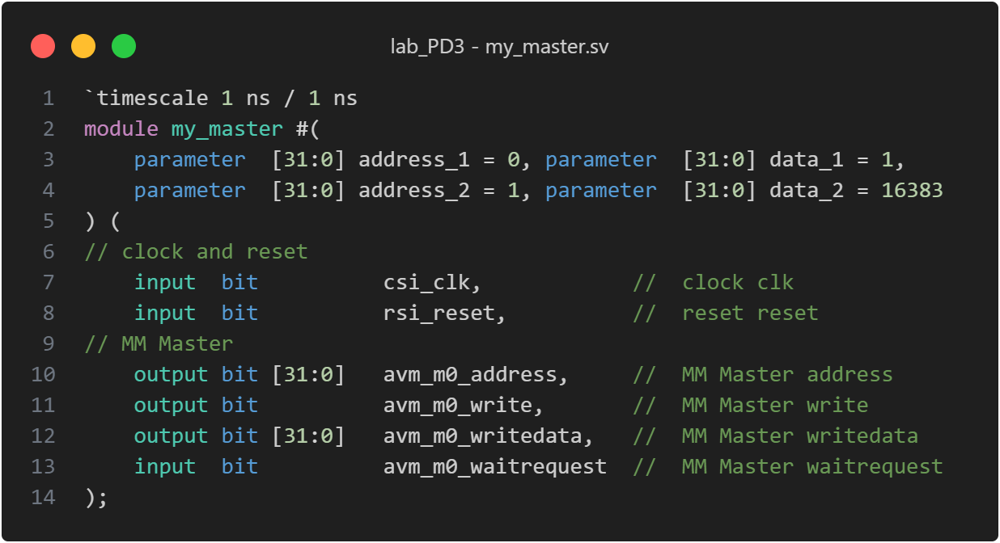 lab_PD3 - my_master.sv
1 `timescale 1 ns / 1 ns
2 module my_master #(
3     parameter  [31:0] address_1 = 0, parameter  [31:0] data_1 = 1,
4     parameter  [31:0] address_2 = 1, parameter  [31:0] data_2 = 16383
5 ) (
6 // clock and reset
7     input  bit          csi_clk,            //  clock clk
8     input  bit          rsi_reset,          //  reset reset
9 // MM Master
10     output bit [31:0]   avm_m0_address,     //  MM Master address
11     output bit          avm_m0_write,       //  MM Master write
12     output bit [31:0]   avm_m0_writedata,   //  MM Master writedata
13     input  bit          avm_m0_waitrequest  //  MM Master waitrequest
14 );